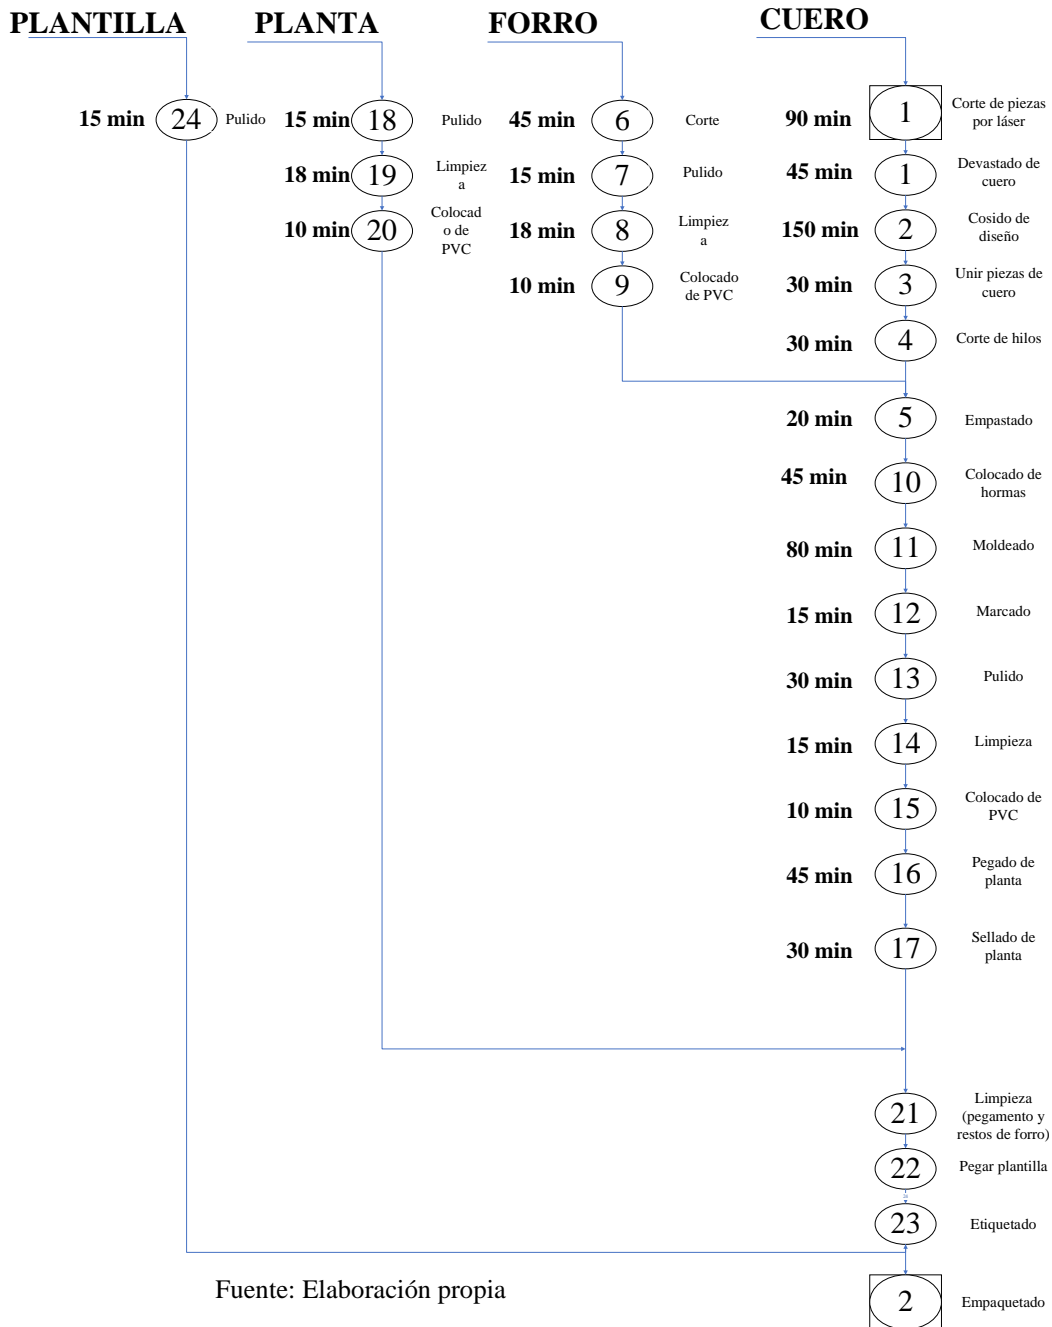 PLANTILLA PLANTA FORRO CUERO
15 min 24 Pulido 15 min 18 Pulido 45 min 6 Corte 90 min 1 Corte de piezas
por láser
18 min 19 Limpiez
a
15 min 7 Pulido 45 min 1 Devastado de
cuero
10 min 20 Colocad
o de
PVC
18 min 8 Limpiez
a
150 min 2 Cosido de
diseño
10 min 9 Colocado
de PVC
30 min 3 Unir piezas de
cuero
30 min 4 Corte de hilos
20 min 5 Empastado
45 min 10 Colocado de
hormas
80 min 11 Moldeado
15 min 12 Marcado
30 min 13 Pulido
15 min 14 Limpieza
10 min 15 Colocado de
PVC
45 min 16 Pegado de
planta
30 min 17 Sellado de
planta
21 Limpieza
(pegamento y
restos de forro)
22 Pegar plantilla
23 Etiquetado
Fuente: Elaboración propia
2 Empaquetado